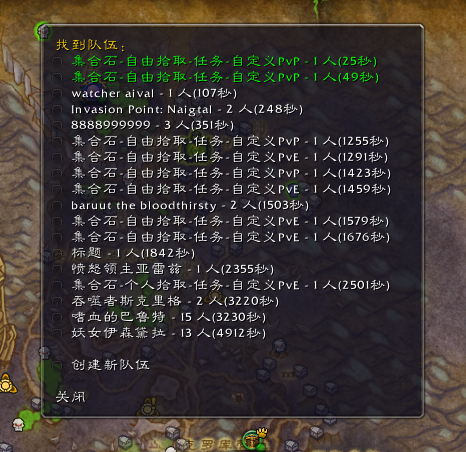 找到队伍：
集合石-自由拾取-任务-自定义PvP - 1 人(25秒)
集合石-自由拾取-任务-自定义PvP - 1 人(49秒)
watcher aival - 1 人(107秒)
Invasion Point: Naigtal - 2 人(248秒)
8888999999 - 3 人(351秒)
集合石-自由拾取-任务-自定义PvP - 1 人(1255秒)
集合石-自由拾取-任务-自定义PvE - 1 人(1291秒)
集合石-自由拾取-任务-自定义PvP - 1 人(1423秒)
集合石-自由拾取-任务-自定义PvE - 1 人(1459秒)
baruut the bloodthirsty - 2 人(1503秒)
集合石-自由拾取-任务-自定义PvE - 1 人(1579秒)
集合石-自由拾取-任务-自定义PvE - 1 人(1676秒)
标题 - 1 人(1842秒)
愤怒领主亚雷兹 - 1 人(2355秒)
集合石-个人拾取-任务-自定义PvE - 1 人(2501秒)
吞噬者斯克里格 - 2 人(3220秒)
嗜血的巴鲁特 - 15 人(3230秒)
妖女伊森黛拉 - 13 人(4912秒)
创建新队伍
关闭